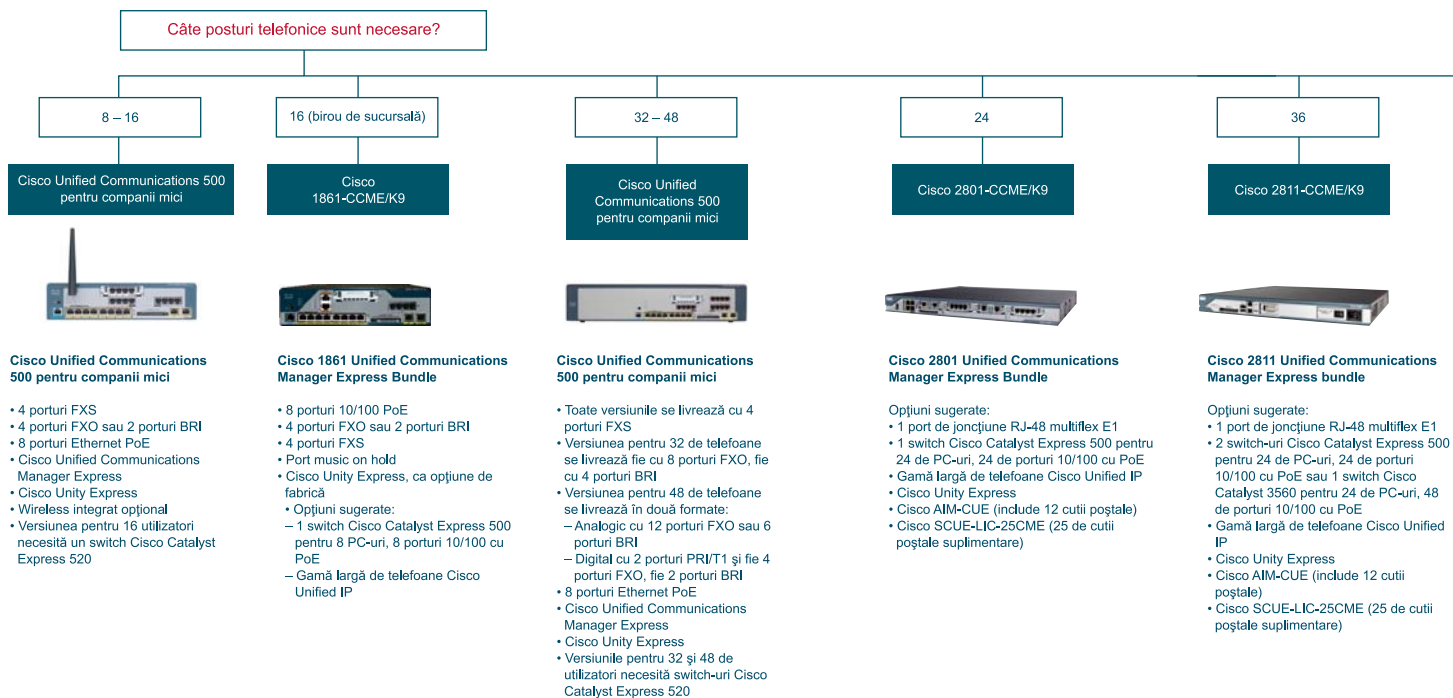 Câte posturi telefonice sunt necesare?
8 – 16
16 (birou de sucursală)
32 – 48
24
36
Cisco Unified Communications 500
pentru companii mici
Cisco
1861-CCME/K9
Cisco Unified
Communications 500
pentru companii mici
Cisco 2801-CCME/K9
Cisco 2811-CCME/K9
Cisco Unified Communications
500 pentru companii mici
• 4 porturi FXS
• 4 porturi FXO sau 2 porturi BRI
• 8 porturi Ethernet PoE
• Cisco Unified Communications
Manager Express
• Cisco Unity Express
• Wireless integrat opţional
• Versiunea pentru 16 utilizatori
necesită un switch Cisco Catalyst
Express 520
Cisco 1861 Unified Communications
Manager Express Bundle
• 8 porturi 10/100 PoE
• 4 porturi FXO sau 2 porturi BRI
• 4 porturi FXS
• Port music on hold
• Cisco Unity Express, ca opţiune de
fabrică
• Opţiuni sugerate:
– 1 switch Cisco Catalyst Express 500
pentru 8 PC-uri, 8 porturi 10/100 cu
PoE
– Gamă largă de telefoane Cisco
Unified IP
Cisco Unified Communications
500 pentru companii mici
• Toate versiunile se livrează cu 4
porturi FXS
• Versiunea pentru 32 de telefoane
se livrează fie cu 8 porturi FXO, fie
cu 4 porturi BRI
• Versiunea pentru 48 de telefoane
se livrează în două formate:
– Analogic cu 12 porturi FXO sau 6
porturi BRI
– Digital cu 2 porturi PRI/T1 şi fie 4
porturi FXO, fie 2 porturi BRI
• 8 porturi Ethernet PoE
• Cisco Unified Communications
Manager Express
• Cisco Unity Express
• Versiunile pentru 32 şi 48 de
utilizatori necesită switch-uri Cisco
Catalyst Express 520
Cisco 2801 Unified Communications
Manager Express Bundle
Opţiuni sugerate:
• 1 port de joncţiune RJ-48 multiflex E1
• 1 switch Cisco Catalyst Express 500 pentru
24 de PC-uri, 24 de porturi 10/100 cu PoE
• Gamă largă de telefoane Cisco Unified IP
• Cisco Unity Express
• Cisco AIM-CUE (include 12 cutii poştale)
• Cisco SCUE-LIC-25CME (25 de cutii
poştale suplimentare)
Cisco 2811 Unified Communications
Manager Express bundle
Opţiuni sugerate:
• 1 port de joncţiune RJ-48 multiflex E1
• 2 switch-uri Cisco Catalyst Express 500
pentru 24 de PC-uri, 24 de porturi
10/100 cu PoE sau 1 switch Cisco
Catalyst 3560 pentru 24 de PC-uri, 48
de porturi 10/100 cu PoE
• Gamă largă de telefoane Cisco Unified
IP
• Cisco Unity Express
• Cisco AIM-CUE (include 12 cutii
poştale)
• Cisco SCUE-LIC-25CME (25 de cutii
poştale suplimentare)